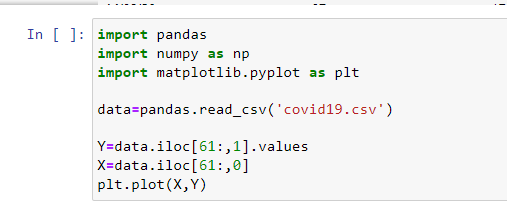 In [ ]: import pandas
import numpy as np
import matplotlib.pyplot as plt
data=pandas.read_csv('covid19.csv')
Y=data.iloc[61:,1].values
X=data.iloc[61:,0]
plt.plot(X,Y)